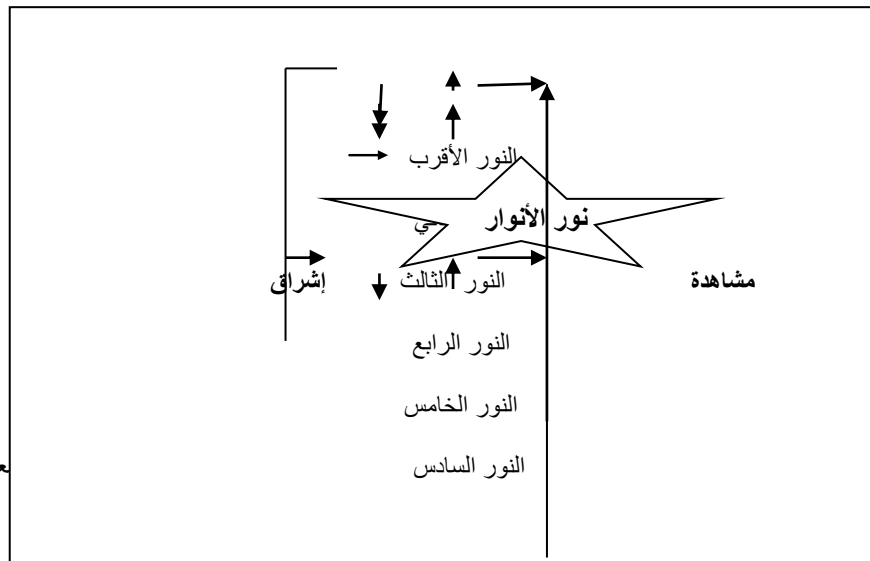 النور الأقرب
نور الأنوار
مشاهدة
النور الثالث
إشراق
النور الرابع
النور الخامس
النور السادس